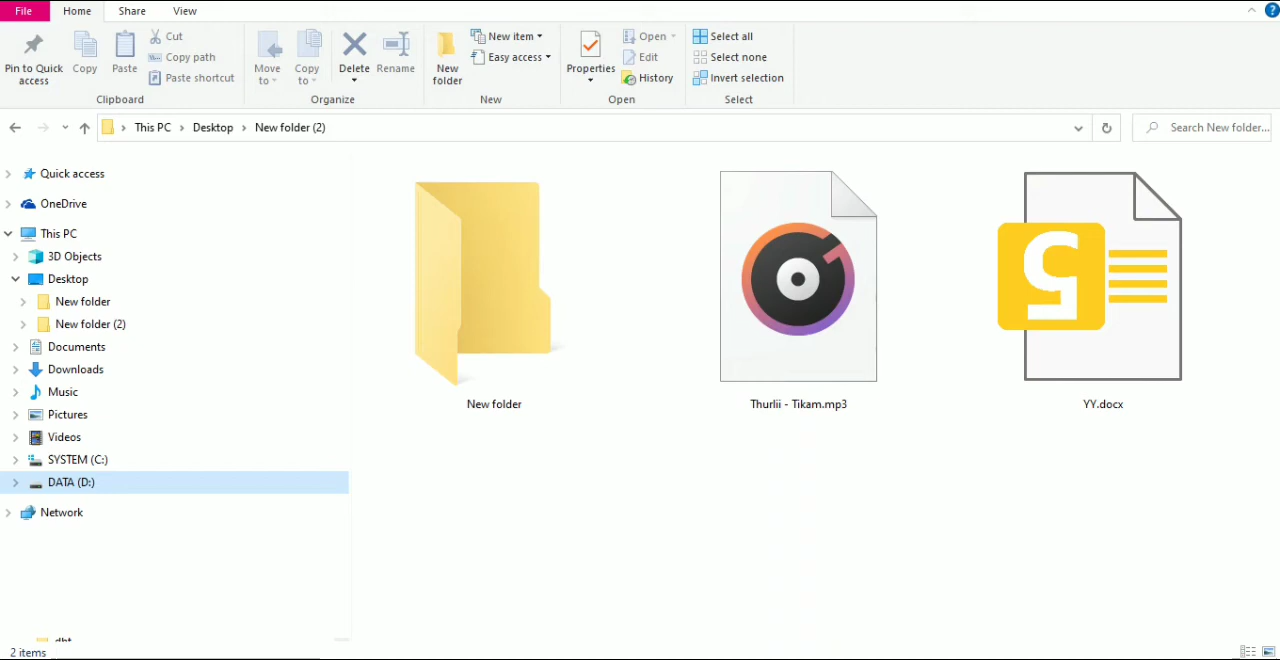 File Home Share View
Pin to Quick access
Copy
Paste
Cut
Copy path
Paste shortcut
Clipboard
Move to
Copy to
Delete
Rename
Organize
New folder
New item
Easy access
New
Properties
Open
Edit
History
Open
Select all
Select none
Invert selection
Select
This PC > Desktop > New folder (2)
Search New folder...
Quick access
OneDrive
This PC
3D Objects
Desktop
New folder
New folder (2)
Documents
Downloads
Music
Pictures
Videos
SYSTEM (C:)
DATA (D:)
Network
New folder
Thurlii - Tikam.mp3
YY.docx
2 items